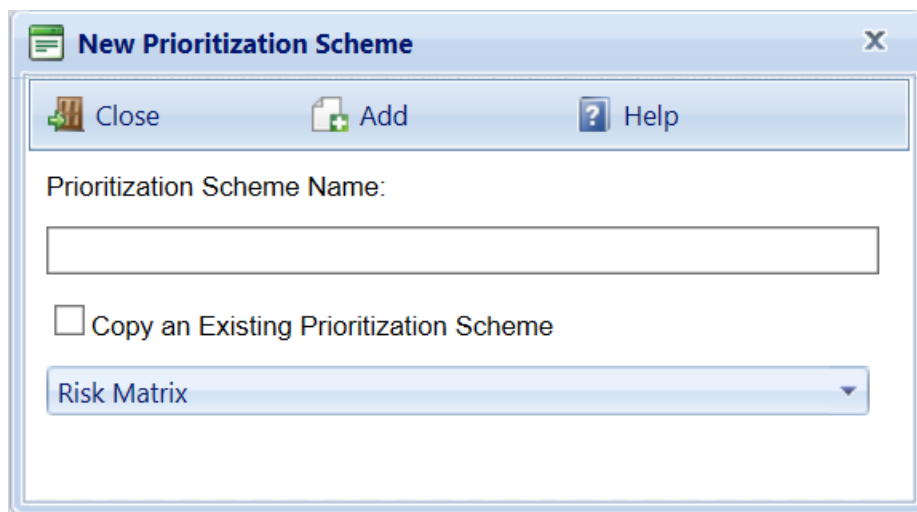 New Prioritization Scheme
Close Add Help
Prioritization Scheme Name:
Copy an Existing Prioritization Scheme
Risk Matrix